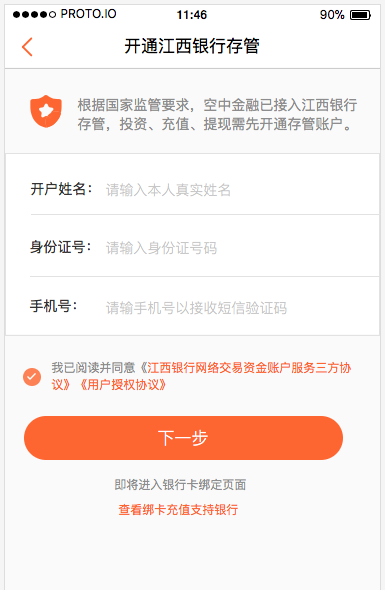 PROTO.IO 11:46 90%
开通江西银行存管
根据国家监管要求，空中金融已接入江西银行
存管，投资、充值、提现需先开通存管账户。
开户姓名： 请输入本人真实姓名
身份证号： 请输入身份证号码
手机号： 请输手机号以接收短信验证码
我已阅读并同意《江西银行网络交易资金账户服务三方协
议》《用户授权协议》
下一步
即将进入银行卡绑定页面
查看绑卡充值支持银行